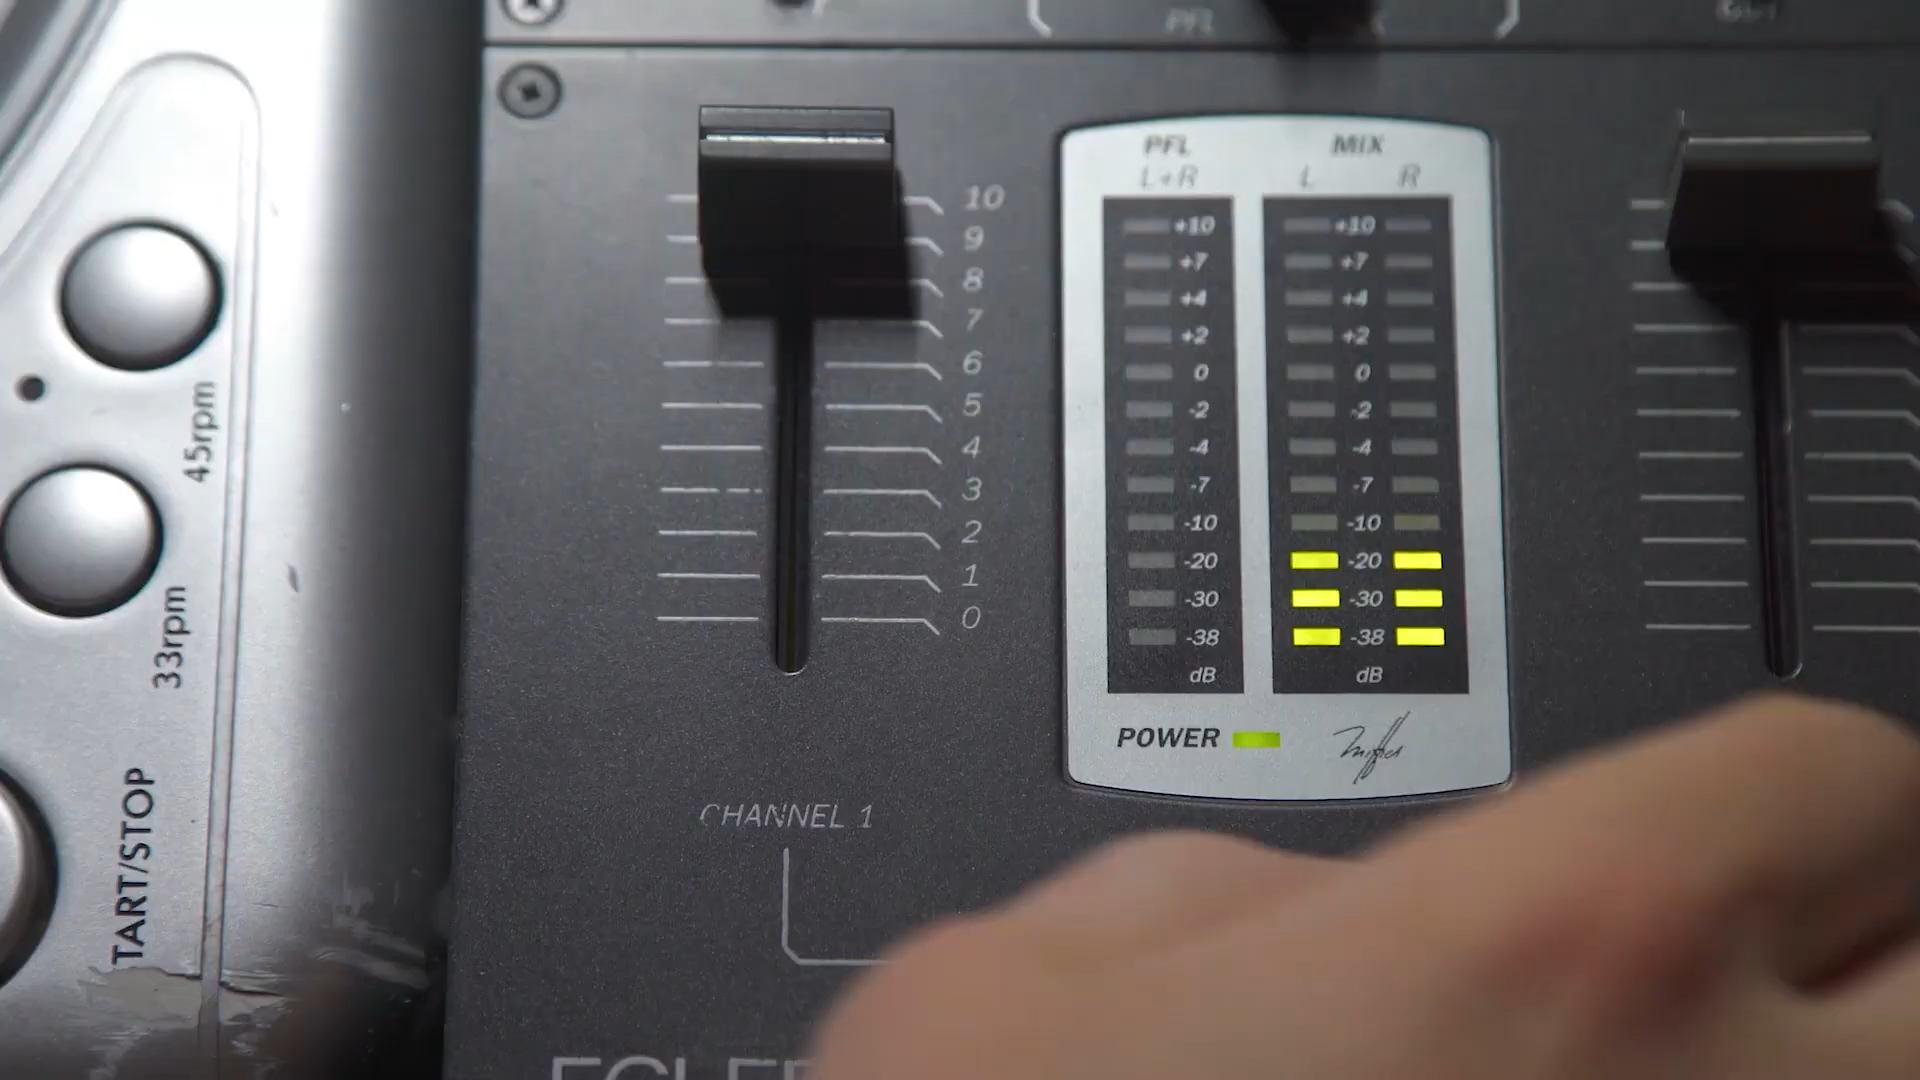 PFL
PFL MIX
L+R L R
10
9
8
7
6
5
4
3
2
1
0
+10 +10
+7 +7
+4 +4
+2 +2
0 0
-2 -2
-4 -4
-7 -7
-10 -10
-20 -20
-30 -30
-38 -38
dB dB
POWER
45rpm
33rpm
TART/STOP
CHANNEL 1